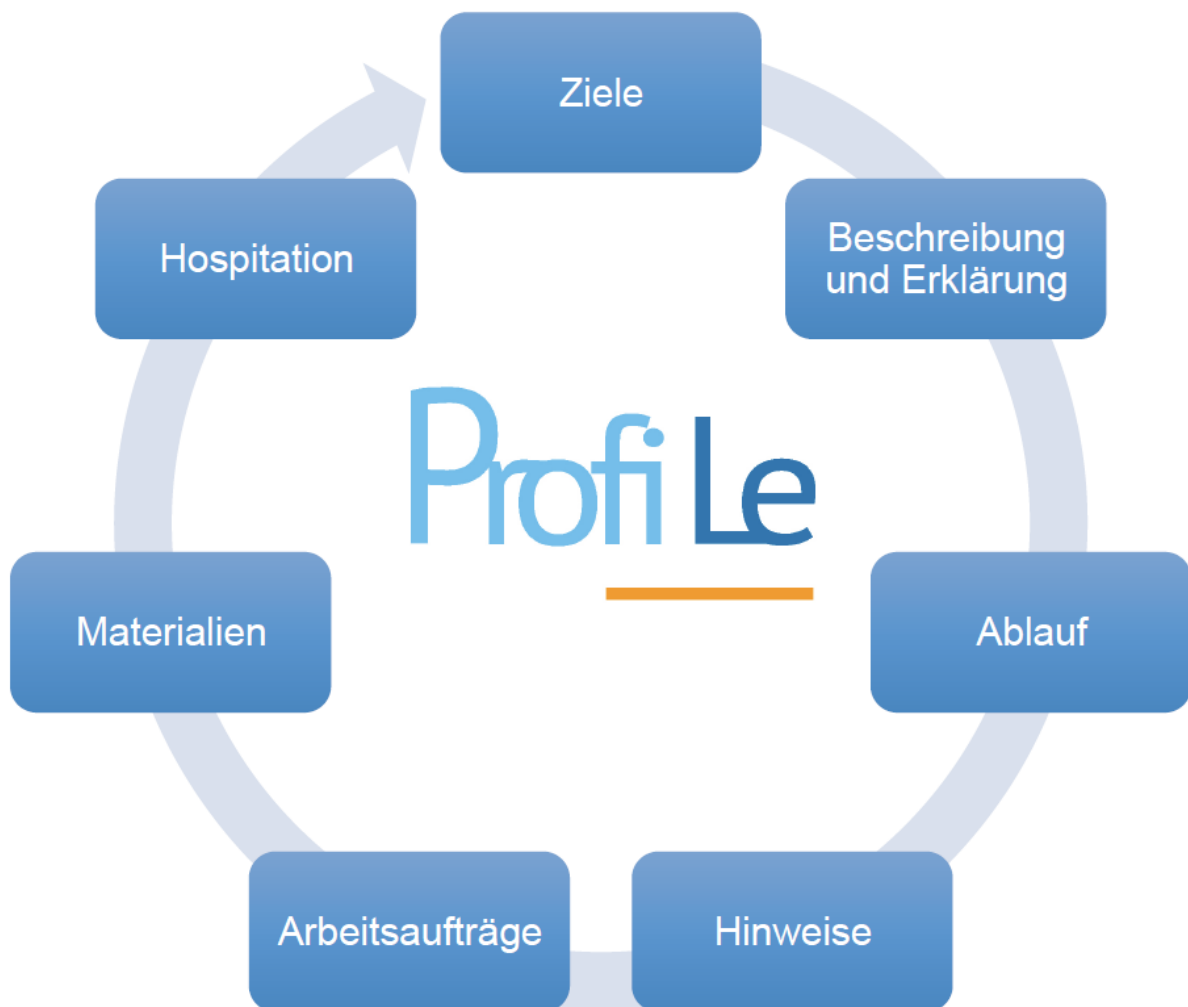 Ziele
Beschreibung
und Erklärung
Ablauf
Hinweise
Arbeitsaufträge
Materialien
Hospitation
ProfiLe